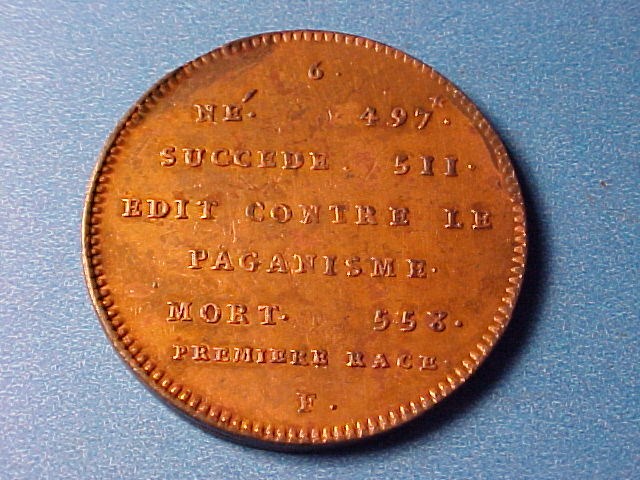 6.
NÉ. 497.
SUCCEDE. 511.
EDIT CONTRE LE
PAGANISME.
MORT. 558.
PREMIERE RACE.
F.